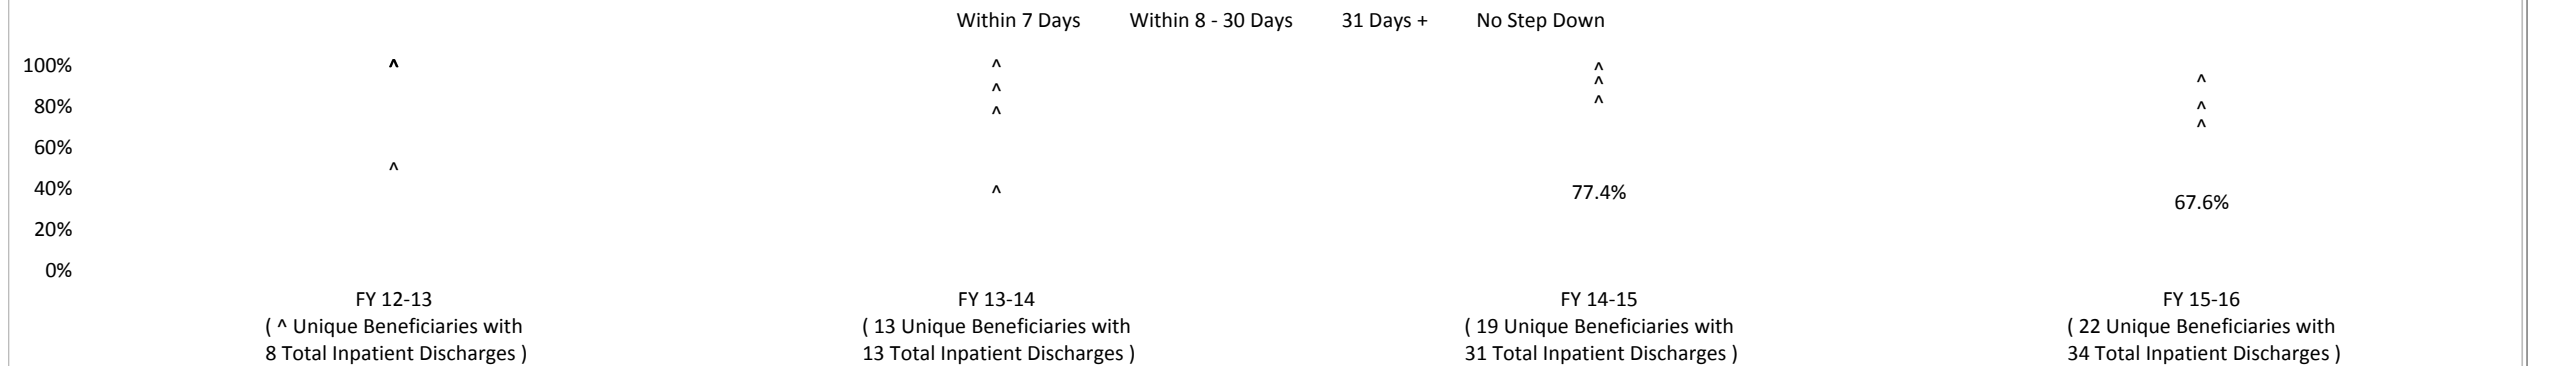 Within 7 Days Within 8 - 30 Days 31 Days + No Step Down
100% ^ ^ ^
^
^ ^
80% ^ ^ ^
^
60%
^
40% ^ 77.4%
67.6%
20%
0%
FY 12-13 FY 13-14 FY 14-15 FY 15-16
( ^ Unique Beneficiaries with ( 13 Unique Beneficiaries with ( 19 Unique Beneficiaries with ( 22 Unique Beneficiaries with
8 Total Inpatient Discharges ) 13 Total Inpatient Discharges ) 31 Total Inpatient Discharges ) 34 Total Inpatient Discharges )